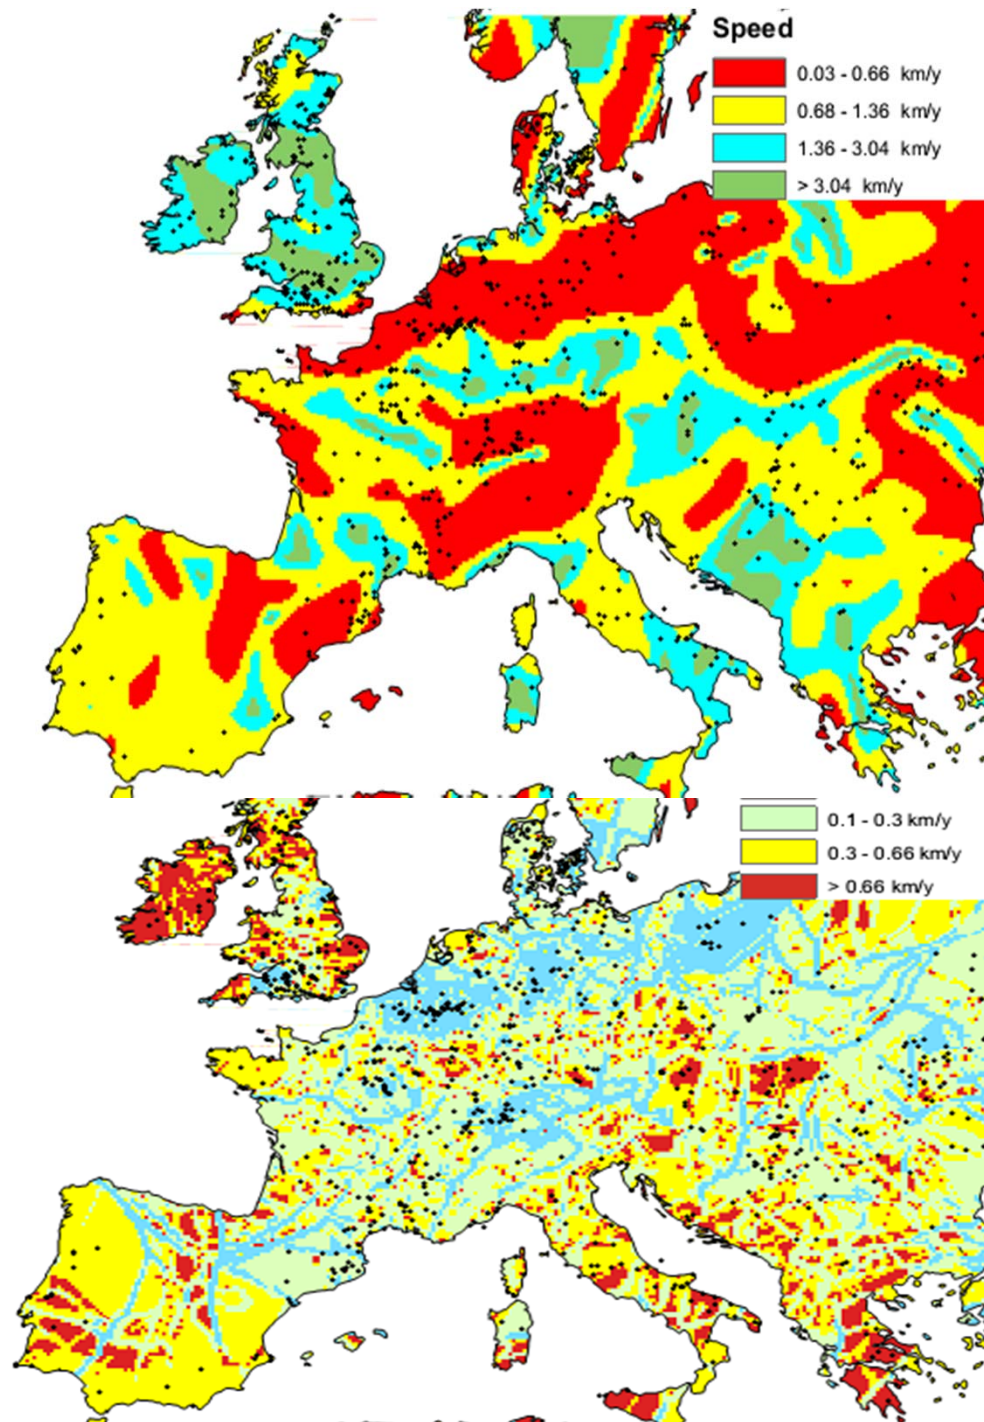 Speed
0.03 - 0.66 km/y
0.68 - 1.36 km/y
1.36 - 3.04 km/y
> 3.04 km/y
0.1 - 0.3 km/y
0.3 - 0.66 km/y
> 0.66 km/y